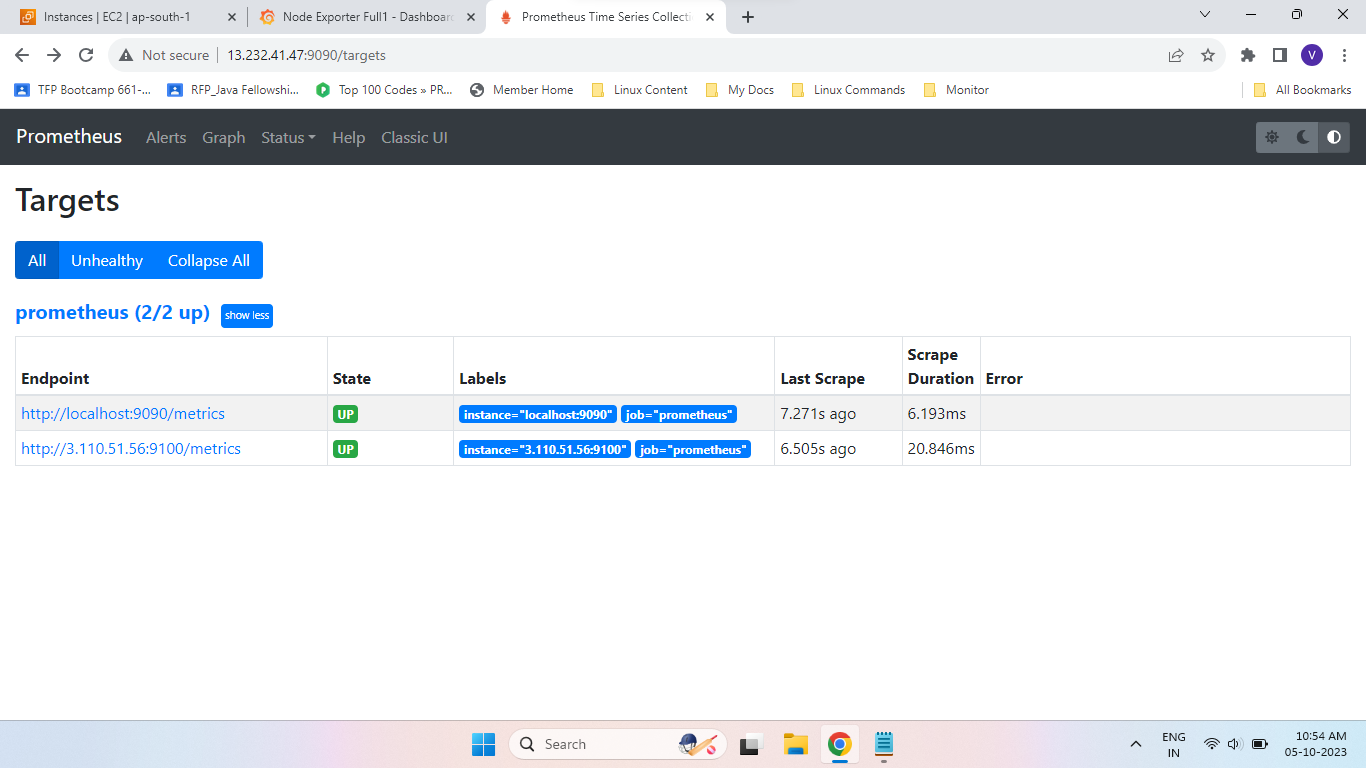 Instances | EC2 | ap-south-1
Node Exporter Full1 - Dashboard
Prometheus Time Series Collecti
Not secure
13.232.41.47:9090/targets
V
TFP Bootcamp 661-...
RFP_Java Fellowshi...
Top 100 Codes » PR...
Member Home
Linux Content
My Docs
Linux Commands
Monitor
All Bookmarks
Prometheus Alerts Graph Status Help Classic UI
Targets
All Unhealthy Collapse All
prometheus (2/2 up) show less
Endpoint State Labels Last Scrape Scrape Duration Error
http://localhost:9090/metrics UP instance="localhost:9090" job="prometheus" 7.271s ago 6.193ms
http://3.110.51.56:9100/metrics UP instance="3.110.51.56:9100" job="prometheus" 6.505s ago 20.846ms
Search
ENG
IN
10:54 AM
05-10-2023